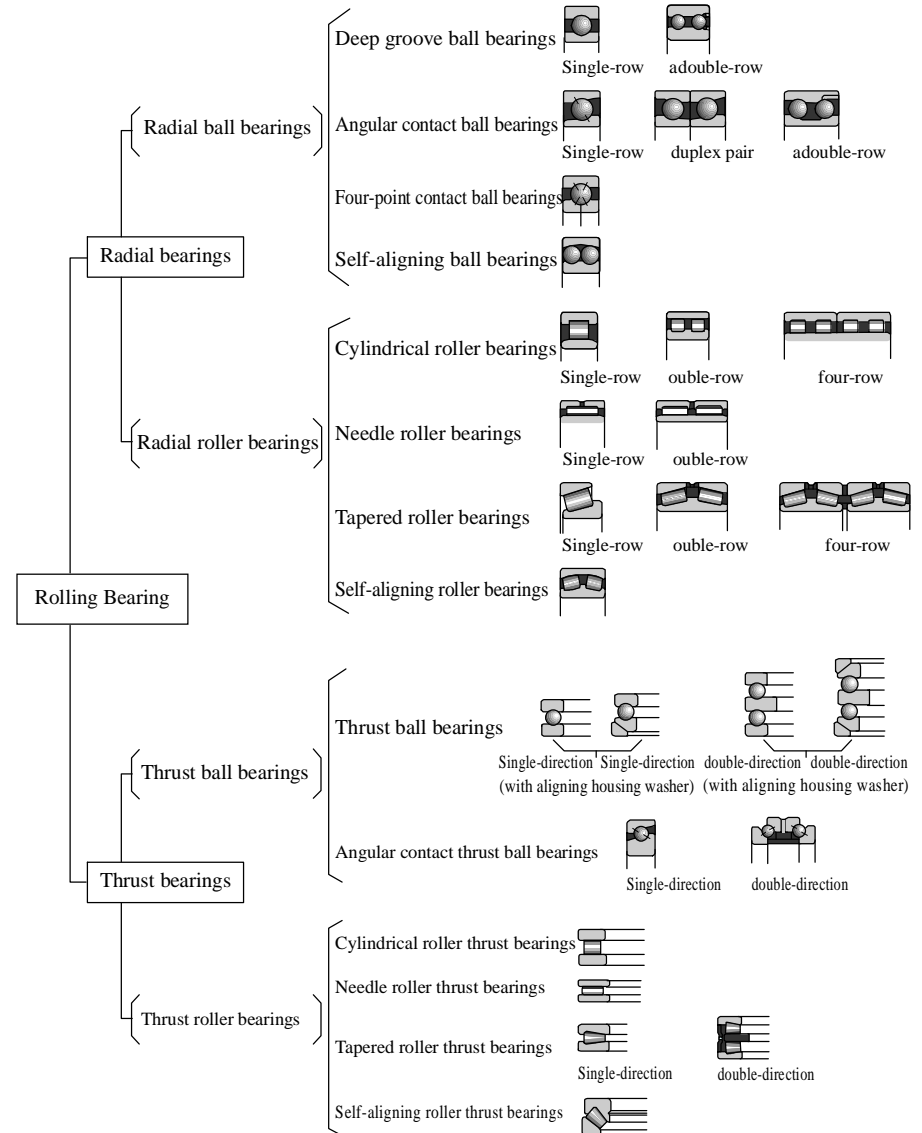 Deep groove ball bearings
Single-row adouble-row
Radial ball bearings
Angular contact ball bearings
Single-row duplex pair adouble-row
Four-point contact ball bearings
Radial bearings
Self-aligning ball bearings
Cylindrical roller bearings
Single-row ouble-row four-row
Radial roller bearings
Needle roller bearings
Single-row ouble-row
Tapered roller bearings
Single-row ouble-row four-row
Self-aligning roller bearings
Rolling Bearing
Thrust ball bearings
Single-direction Single-direction double-direction double-direction
(with aligning housing washer) (with aligning housing washer)
Thrust ball bearings
Angular contact thrust ball bearings
Single-direction double-direction
Thrust bearings
Cylindrical roller thrust bearings
Needle roller thrust bearings
Thrust roller bearings
Tapered roller thrust bearings
Single-direction double-direction
Self-aligning roller thrust bearings